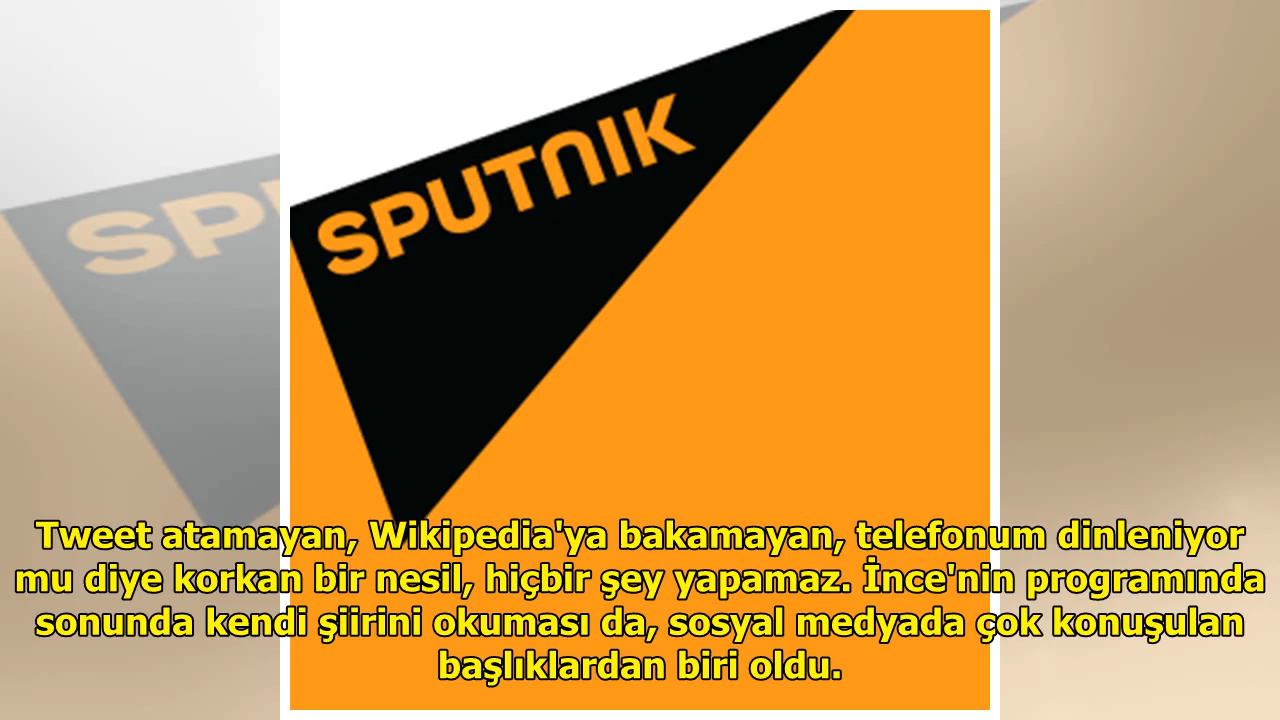 SPUTNIK
SP
Tweet atamayan, Wikipedia'ya bakamayan, telefonum dinleniyor
mu diye korkan bir nesil, hiçbir şey yapamaz. İnce'nin programında
sonunda kendi şiirini okuması da, sosyal medyada çok konuşulan
başlıklardan biri oldu.